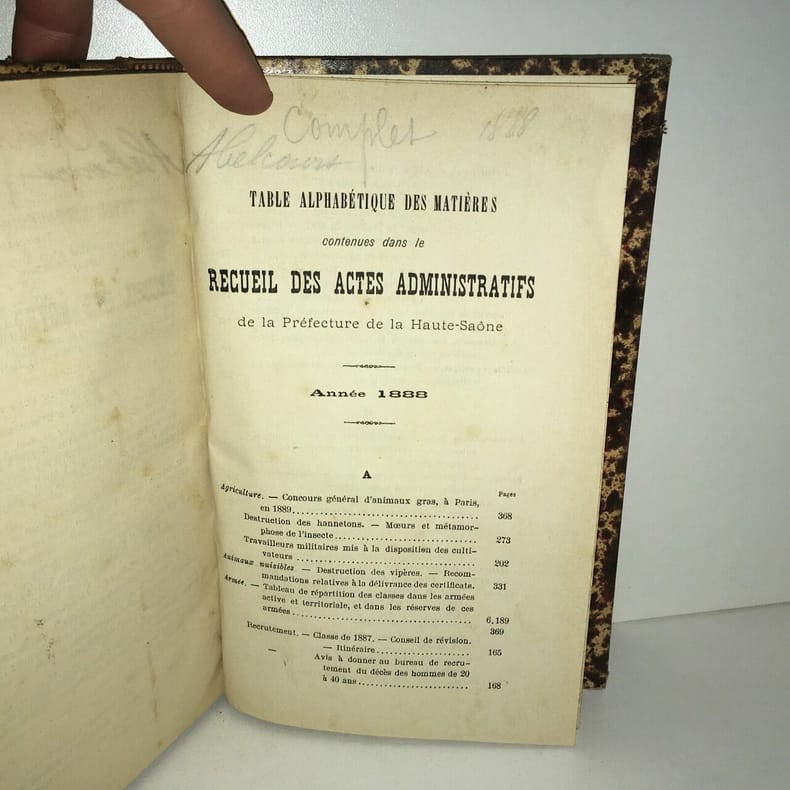 Complet 1888
Abelcourt
TABLE ALPHABÉTIQUE DES MATIÈRES
contenues dans le
RECUEIL DES ACTES ADMINISTRATIFS
de la Préfecture de la Haute-Saône
Année 1888
A
Pages
Agriculture. — Concours général d'animaux gras, à Paris,
en 1889 368
Destruction des hannetons. — Mœurs et métamor-
phose de l'insecte 273
Travailleurs militaires mis à la disposition des culti-
vateurs 202
Animaux nuisibles. — Destruction des vipères. — Recom-
mandations relatives à la délivrance des certificats. 331
Armée. — Tableau de répartition des classes dans les armées
active et territoriale, et dans les réserves de ces
armées 6,189
369
Recrutement. — Classe de 1887. — Conseil de révision.
— Itinéraire 165
— Avis à donner au bureau de recru-
tement du décès des hommes de 20
à 40 ans 168